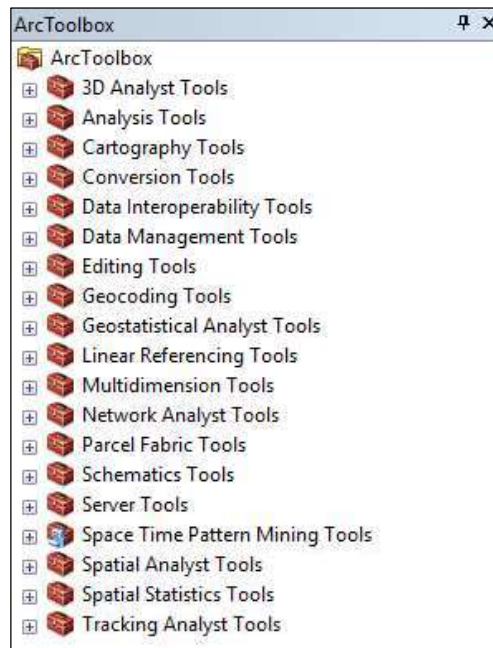 ArcToolbox
ArcToolbox
3D Analyst Tools
Analysis Tools
Cartography Tools
Conversion Tools
Data Interoperability Tools
Data Management Tools
Editing Tools
Geocoding Tools
Geostatistical Analyst Tools
Linear Referencing Tools
Multidimension Tools
Network Analyst Tools
Parcel Fabric Tools
Schematics Tools
Server Tools
Space Time Pattern Mining Tools
Spatial Analyst Tools
Spatial Statistics Tools
Tracking Analyst Tools